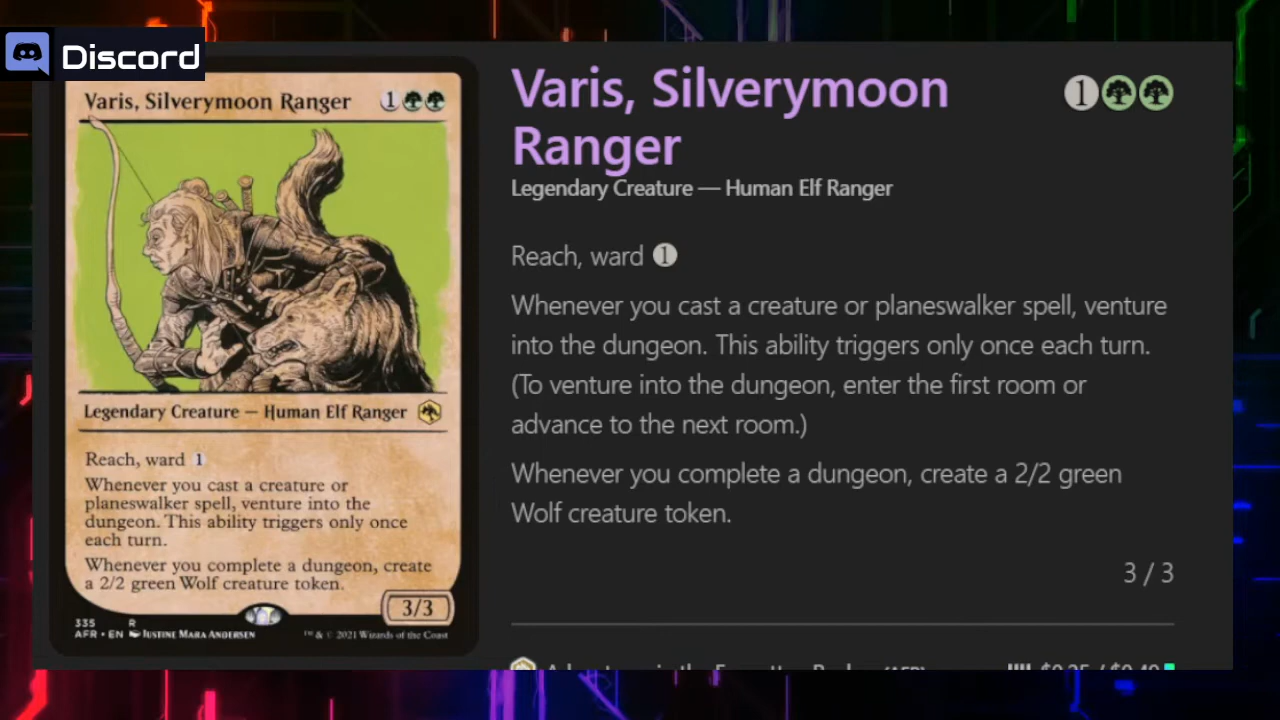 Discord
Varis, Silverymoon Ranger 1
Legendary Creature — Human Elf Ranger
Reach, ward 1
Whenever you cast a creature or
planeswalker spell, venture into the
dungeon. This ability triggers only once
each turn.
Whenever you complete a dungeon, create
a 2/2 green Wolf creature token.
3/3
335 R
AFR • EN Justine Mara Andersen
™ & © 2021 Wizards of the Coast
Varis, Silverymoon 1
Ranger
Legendary Creature — Human Elf Ranger
Reach, ward 1
Whenever you cast a creature or planeswalker spell, venture
into the dungeon. This ability triggers only once each turn.
(To venture into the dungeon, enter the first room or
advance to the next room.)
Whenever you complete a dungeon, create a 2/2 green
Wolf creature token.
3 / 3